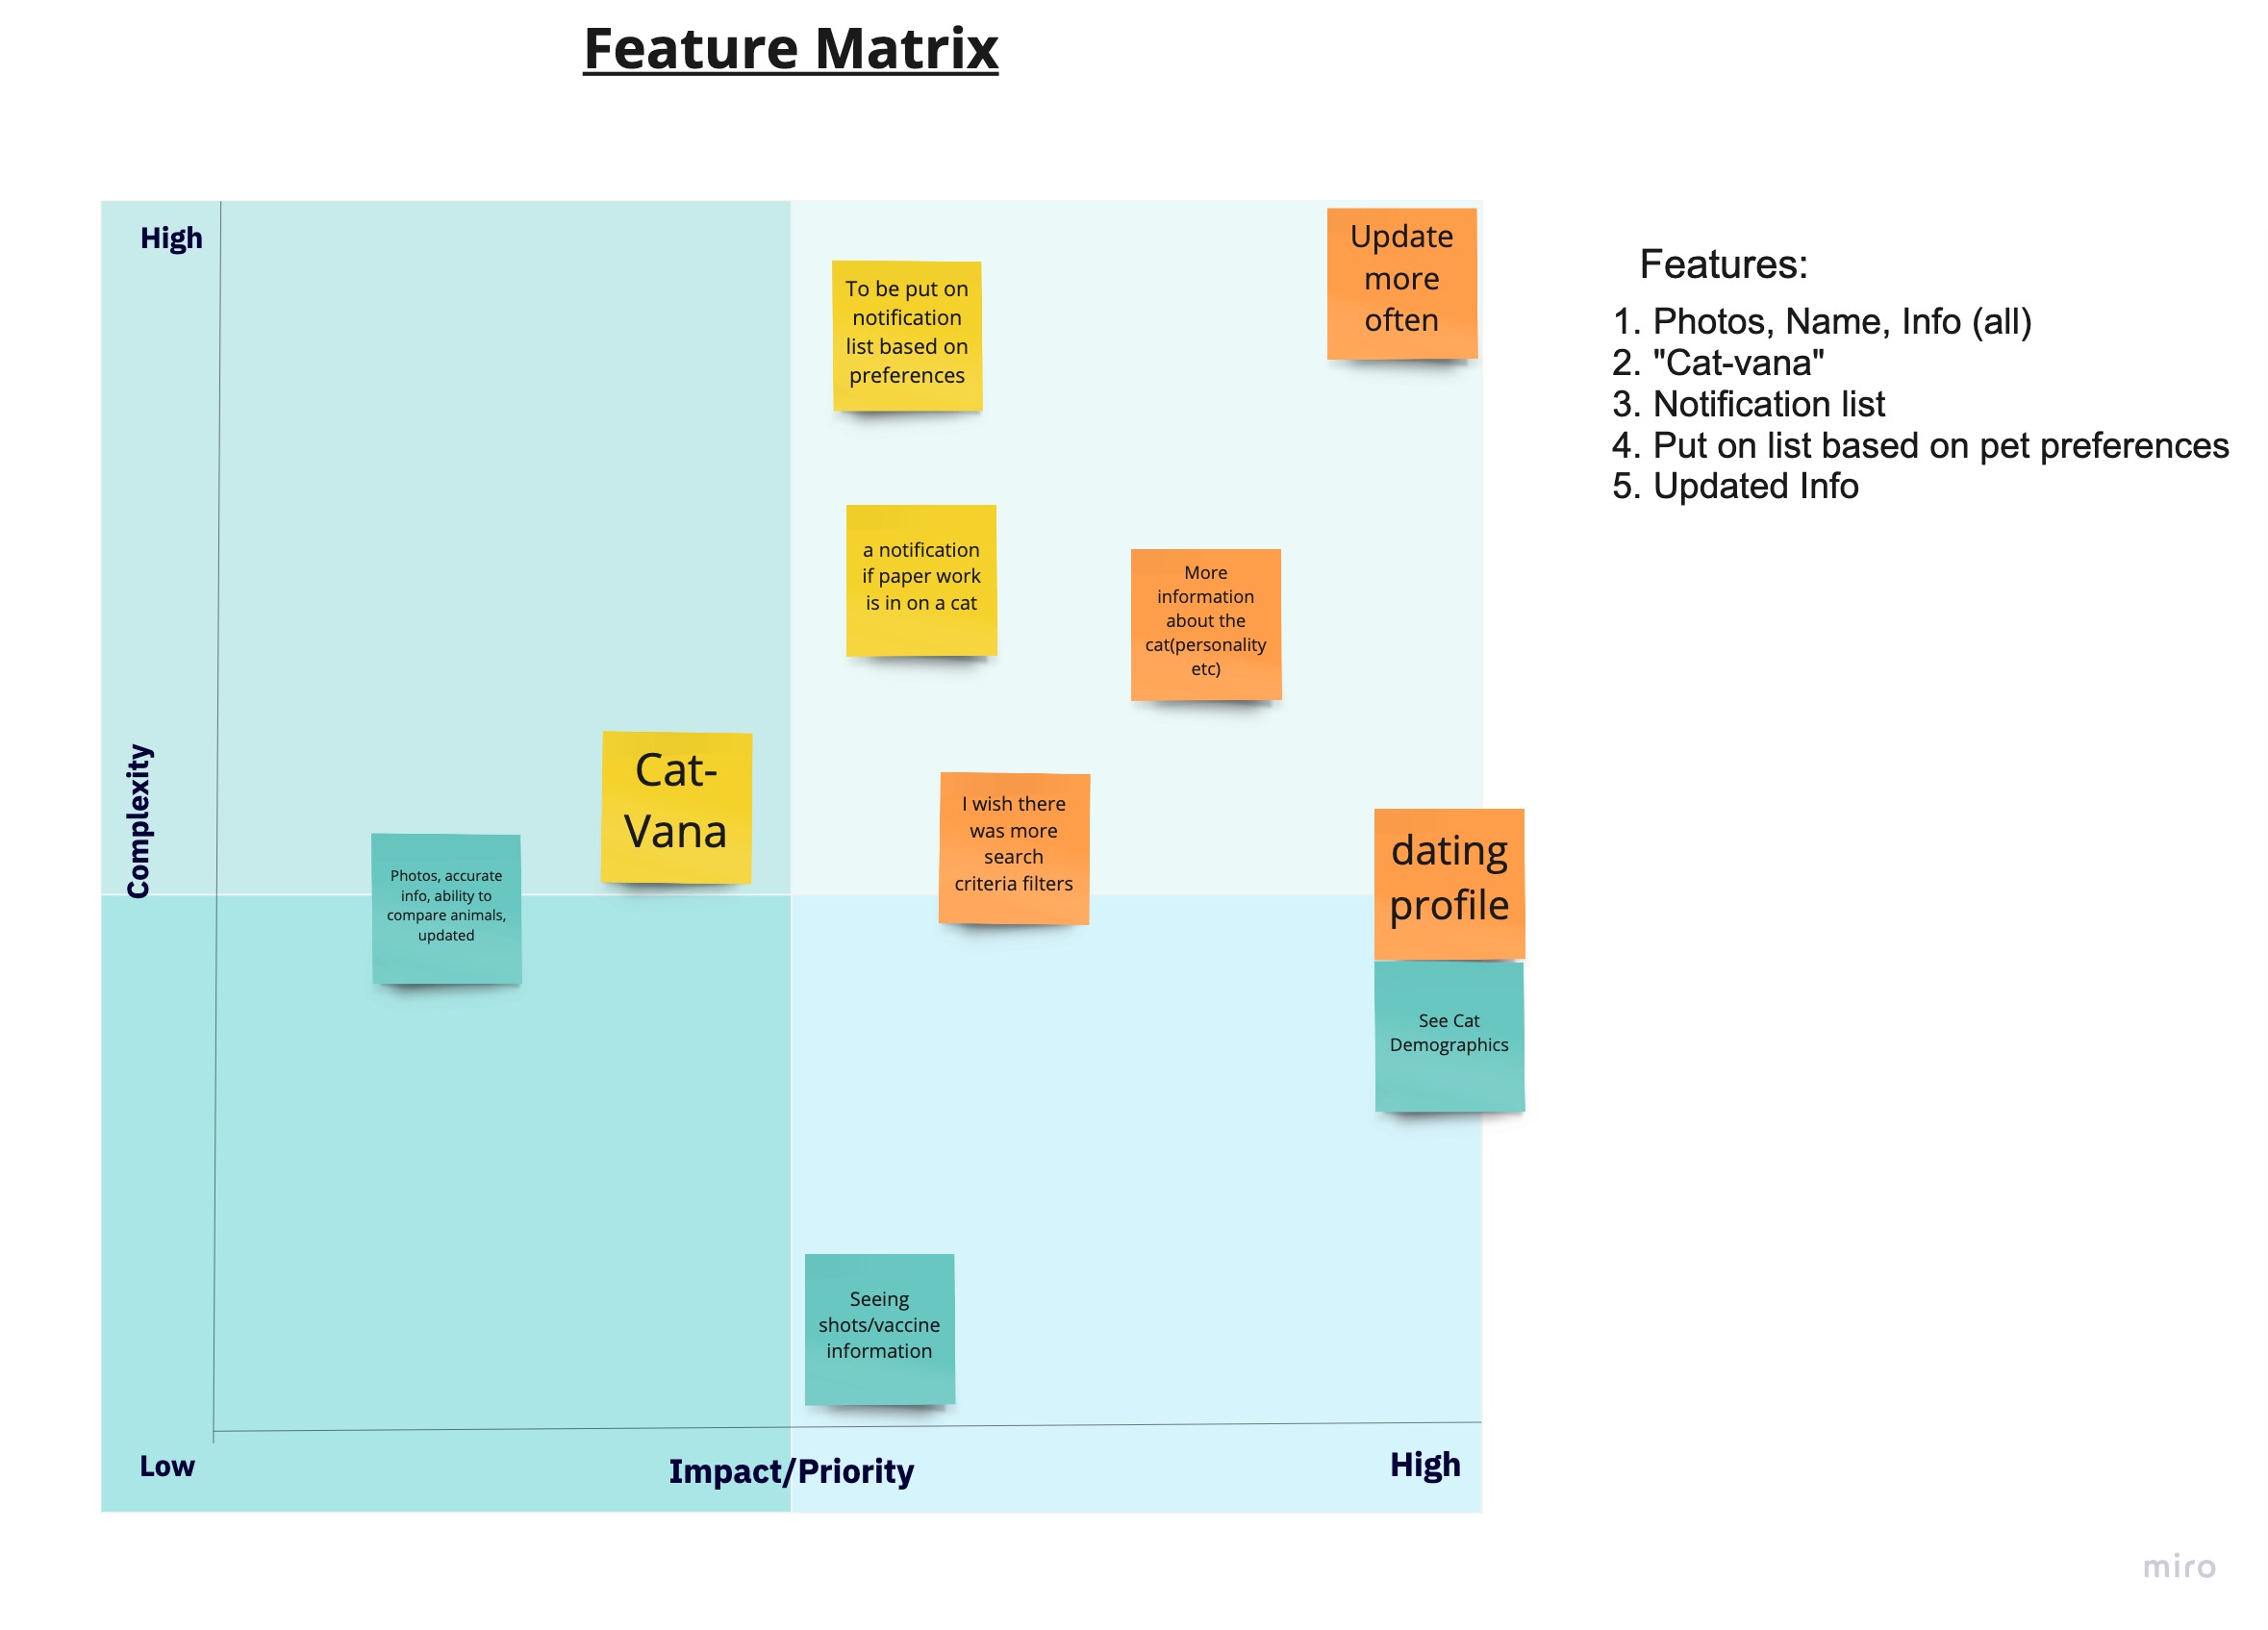 Feature Matrix
High
To be put on
notification
list based on
preferences
Update
more
often
Features:
1. Photos, Name, Info (all)
2. "Cat-vana"
3. Notification list
4. Put on list based on pet preferences
5. Updated Info
a notification
if paper work
is in on a cat
More
information
about the
cat(personality
etc)
Complexity
Cat-
Vana
I wish there
was more
search
criteria filters
Photos, accurate
info, ability to
compare animals,
updated
dating
profile
See Cat
Demographics
Seeing
shots/vaccine
information
Low
Impact/Priority
High
miro